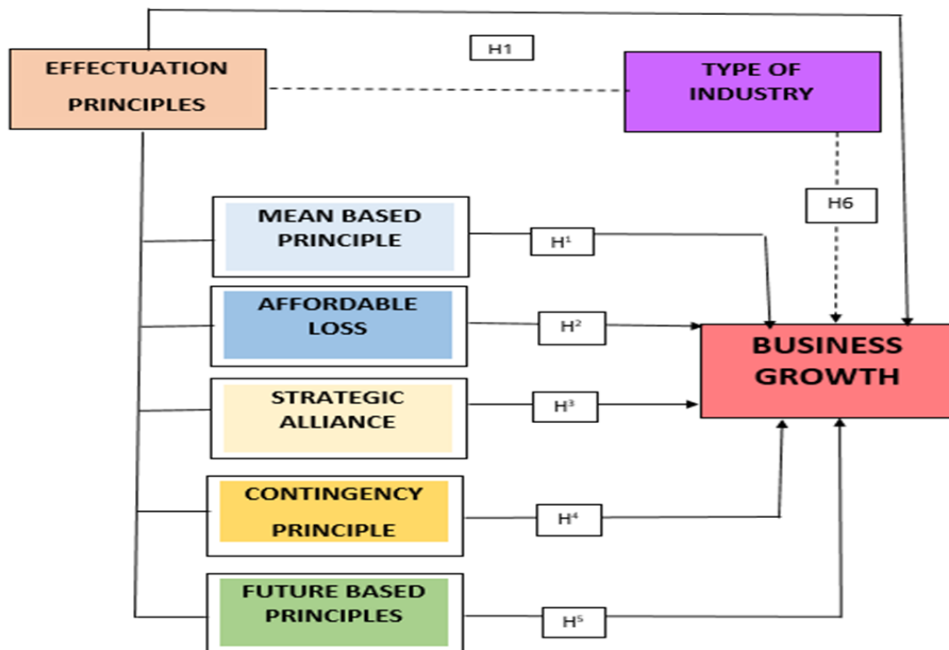 H1
EFFECTUATION
PRINCIPLES
TYPE OF
INDUSTRY
H6
MEAN BASED
PRINCIPLE
H¹
AFFORDABLE
LOSS
H²
BUSINESS
GROWTH
STRATEGIC
ALLIANCE
H³
CONTINGENCY
PRINCIPLE
H⁴
FUTURE BASED
PRINCIPLES
H⁵